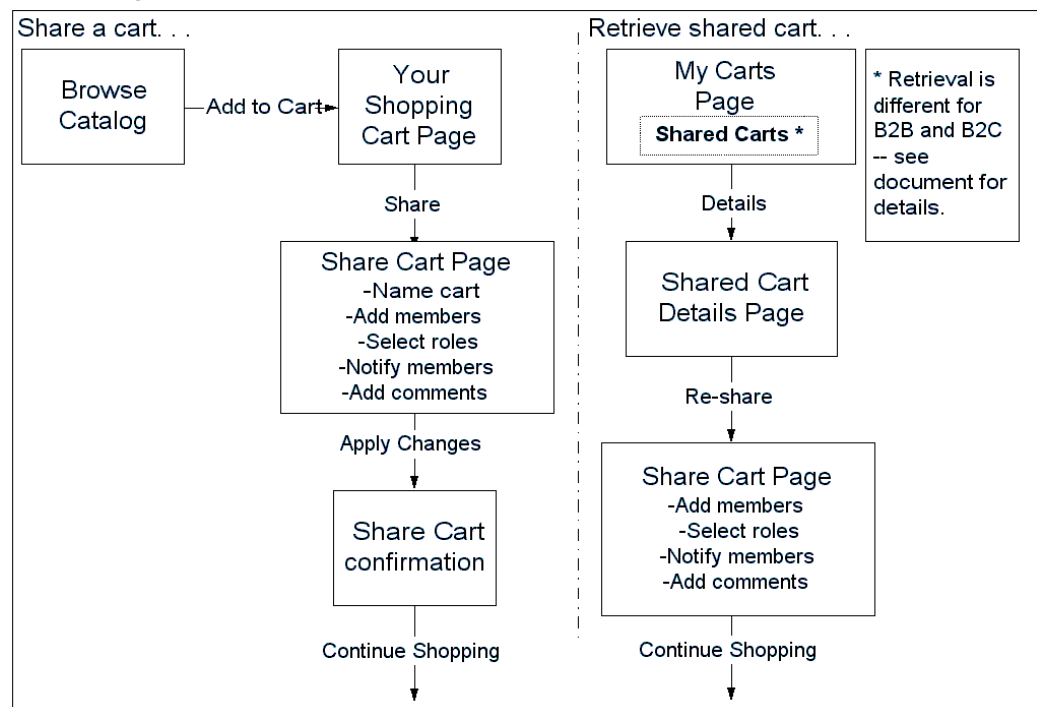 Share a cart. . .
Browse
Catalog
Add to Cart
Your
Shopping
Cart Page
Share
Share Cart Page
-Name cart
-Add members
-Select roles
-Notify members
-Add comments
Apply Changes
Share Cart
confirmation
Continue Shopping
Retrieve shared cart. . .
My Carts
Page
Shared Carts *
* Retrieval is
different for
B2B and B2C
-- see
document for
details.
Details
Shared Cart
Details Page
Re-share
Share Cart Page
-Add members
-Select roles
-Notify members
-Add comments
Continue Shopping